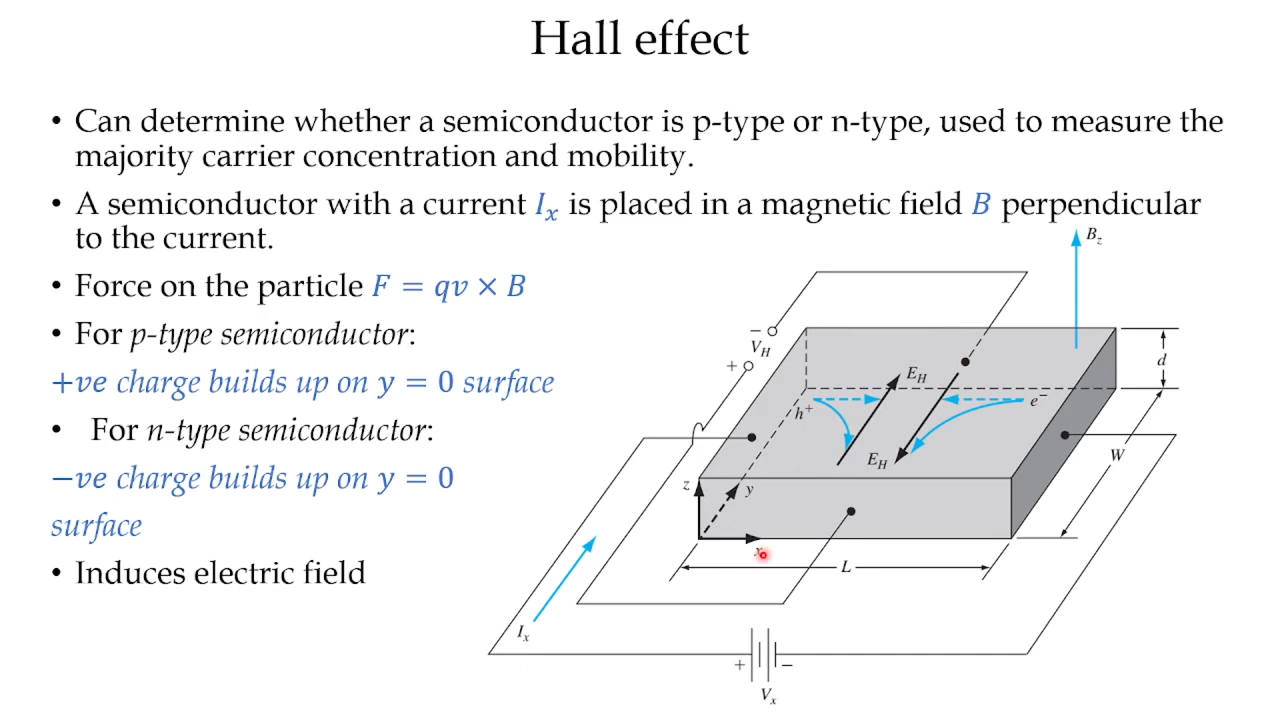 Hall effect
• Can determine whether a semiconductor is p-type or n-type, used to measure the
majority carrier concentration and mobility.
• A semiconductor with a current Iₓ is placed in a magnetic field B perpendicular
to the current.
• Force on the particle F = qv × B
• For p-type semiconductor:
+ve charge builds up on y = 0 surface
• For n-type semiconductor:
−ve charge builds up on y = 0
surface
• Induces electric field
B_z
−
V_H
+
d
E_H
h⁺
e⁻
E_H
W
z
y
x
L
Iₓ
+ −
Vₓ